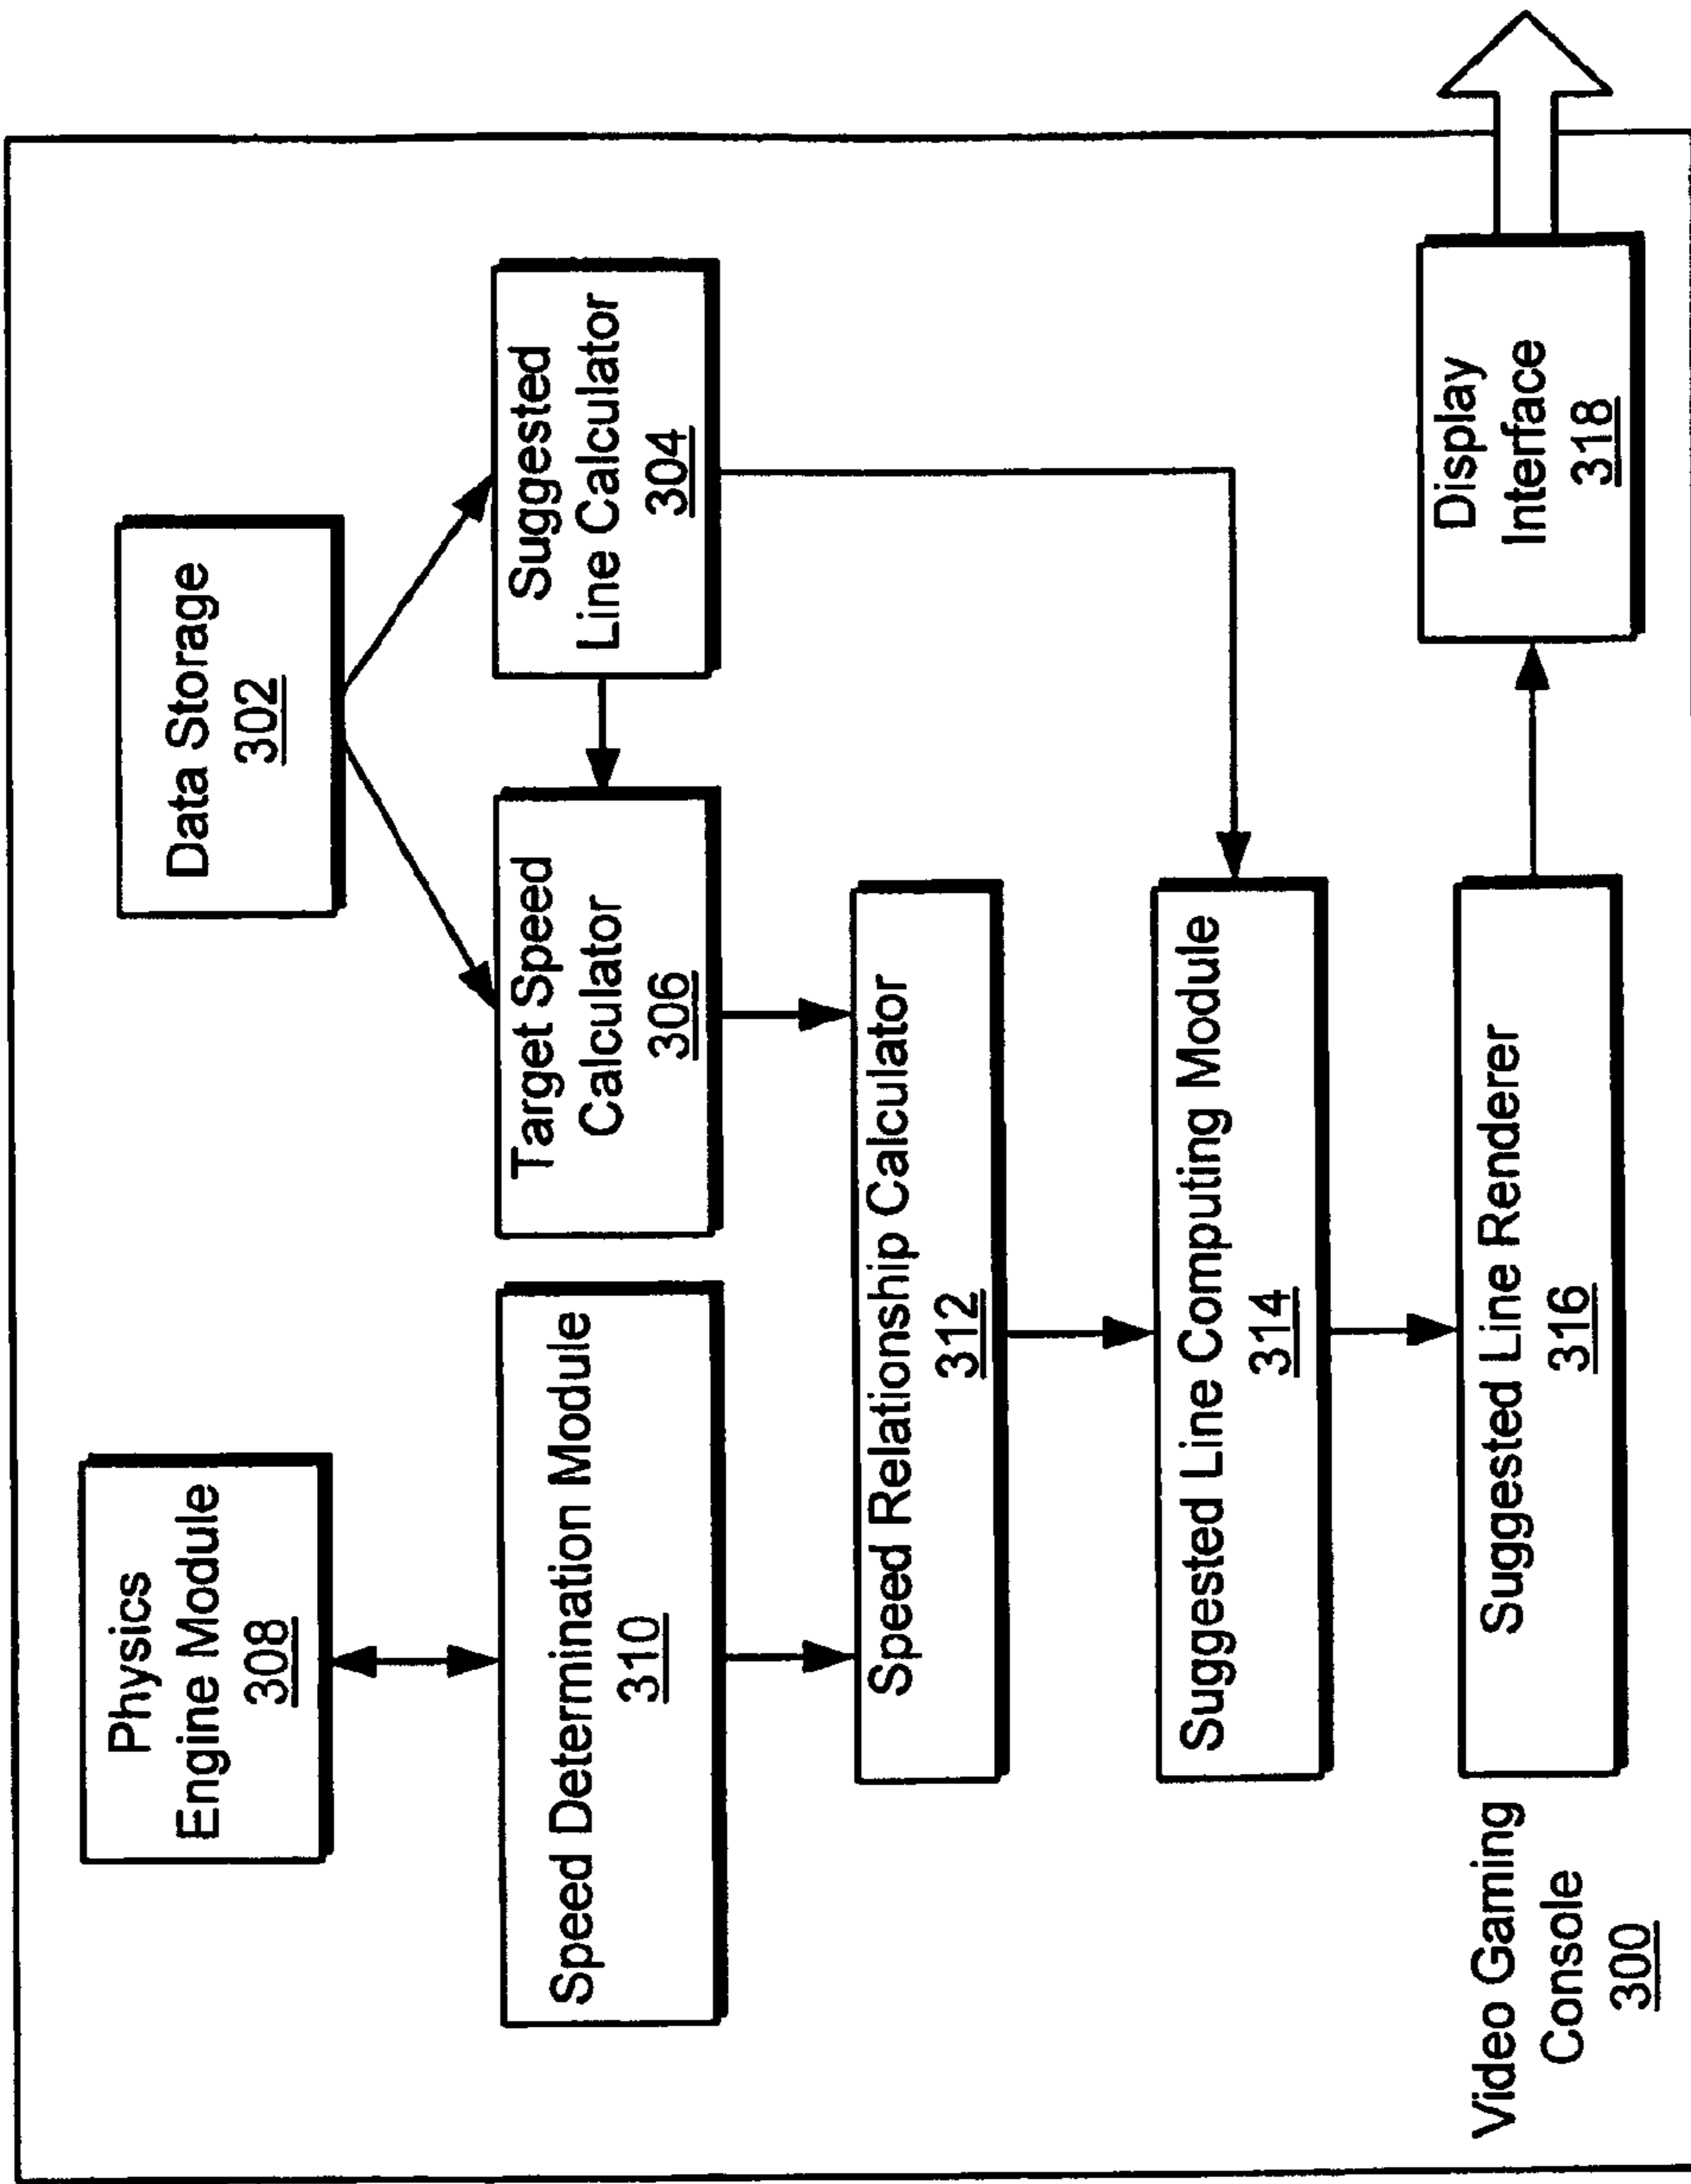 Physics
Engine Module
308
Data Storage
302
Speed Determination Module
310
Target Speed
Calculator
306
Suggested
Line Calculator
304
Speed Relationship Calculator
312
Suggested Line Computing Module
314
Suggested Line Renderer
316
Display
Interface
318
Video Gaming
Console
300